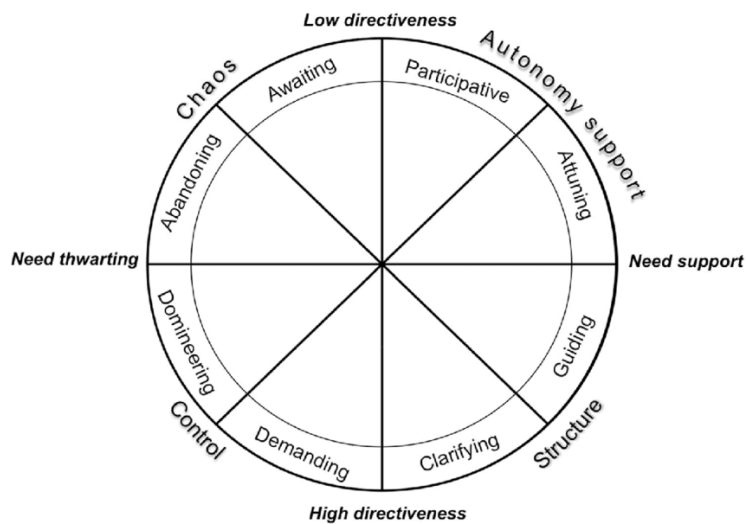 Low directiveness
Chaos
Autonomy support
Awaiting
Participative
Abandoning
Attuning
Need thwarting
Need support
Domineering
Guiding
Control
Structure
Demanding
Clarifying
High directiveness